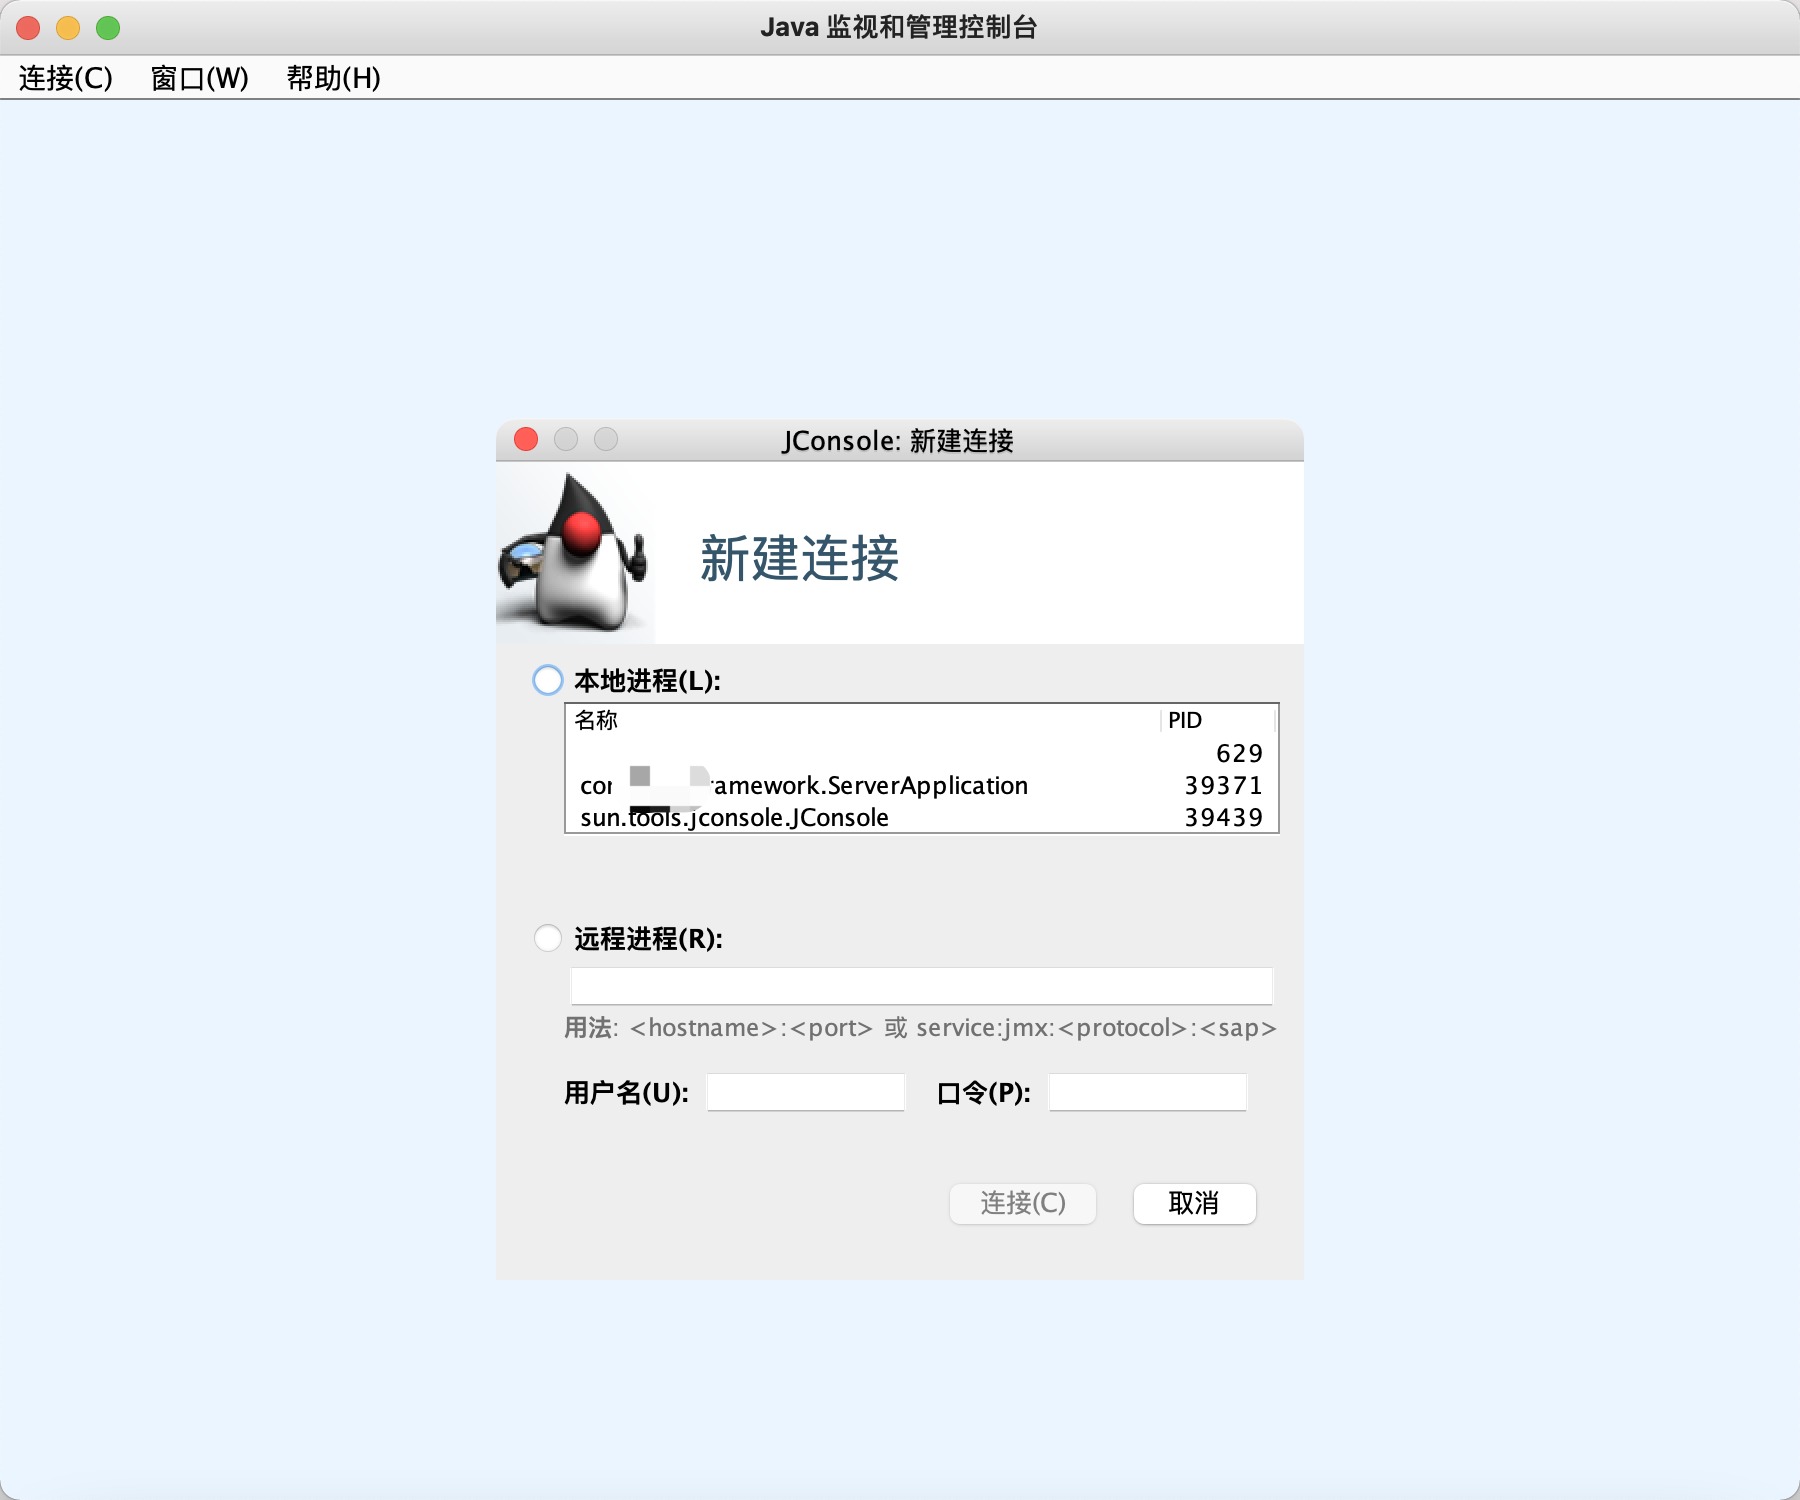 Java 监视和管理控制台
连接(C) 窗口(W) 帮助(H)
JConsole: 新建连接
新建连接
本地进程(L):
名称 PID
629
ramework.ServerApplication 39371
sun.tools.jconsole.JConsole 39439
远程进程(R):
用法: <hostname>:<port> 或 service:jmx:<protocol>:<sap>
用户名(U): 口令(P):
连接(C) 取消